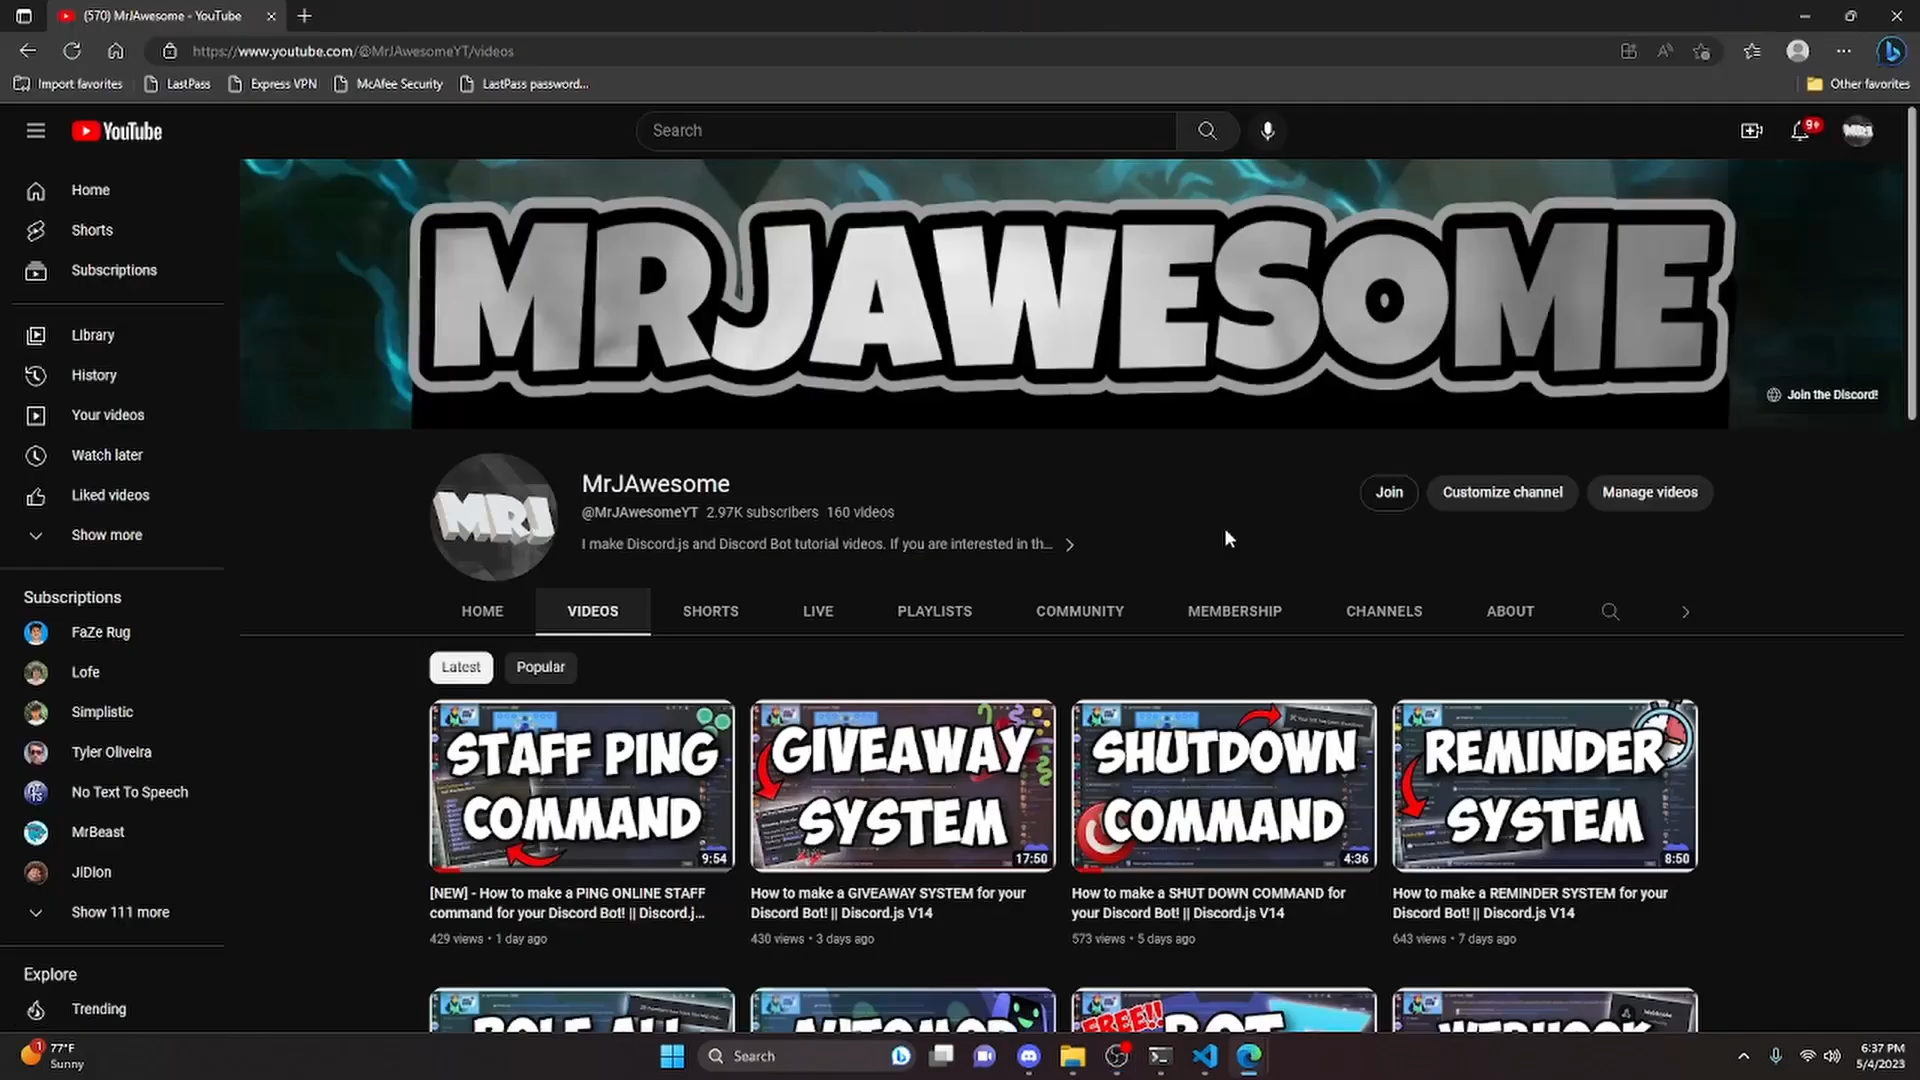 (570) MrJAwesome - YouTube
https://www.youtube.com/@MrJAwesomeYT/videos
Import favorites
LastPass
Express VPN
McAfee Security
LastPass password...
Other favorites
YouTube
Search
9+
MRJ
Home
Shorts
Subscriptions
Library
History
Your videos
Watch later
Liked videos
Show more
Subscriptions
FaZe Rug
Lofe
Simplistic
Tyler Oliveira
No Text To Speech
MrBeast
JiDion
Show 111 more
Explore
Trending
MRJAWESOME
Join the Discord!
MRJ
MrJAwesome
@MrJAwesomeYT 2.97K subscribers 160 videos
I make Discord.js and Discord Bot tutorial videos. If you are interested in th...
Join
Customize channel
Manage videos
HOME
VIDEOS
SHORTS
LIVE
PLAYLISTS
COMMUNITY
MEMBERSHIP
CHANNELS
ABOUT
Latest
Popular
STAFF PING
COMMAND
9:54
[NEW] - How to make a PING ONLINE STAFF
command for your Discord Bot! || Discord.j...
429 views • 1 day ago
GIVEAWAY
SYSTEM
17:50
How to make a GIVEAWAY SYSTEM for your
Discord Bot! || Discord.js V14
430 views • 3 days ago
SHUTDOWN
COMMAND
4:36
How to make a SHUT DOWN COMMAND for
your Discord Bot! || Discord.js V14
573 views • 5 days ago
REMINDER
SYSTEM
8:50
How to make a REMINDER SYSTEM for your
Discord Bot! || Discord.js V14
643 views • 7 days ago
ROLE ALL
AUTOMOD
FREE!!
BOT
WEBHOOK
1
77°F
Sunny
Search
6:37 PM
5/4/2023